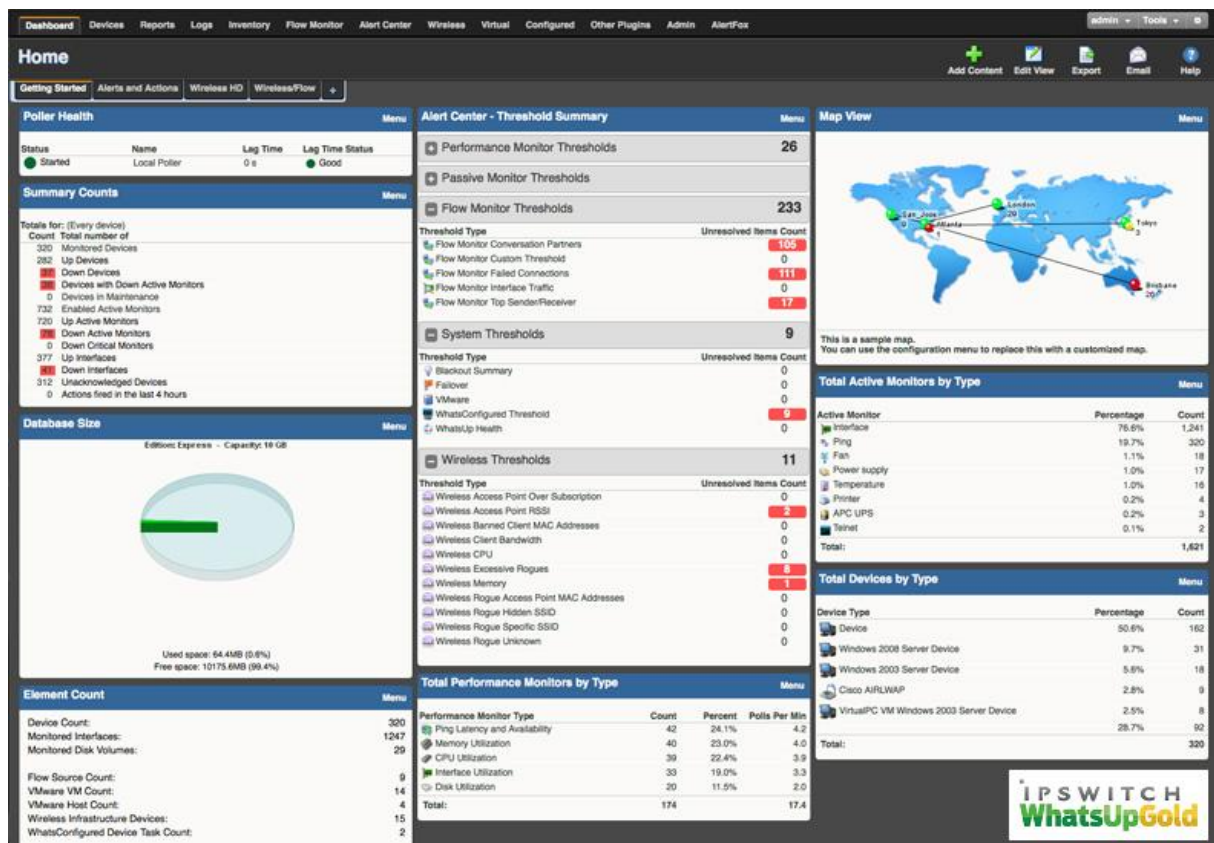 Dashboard Devices Reports Logs Inventory Flow Monitor Alert Center Wireless Virtual Configured Other Plugins Admin AlertFox
admin Tools
Home
Add Content Edit View Export Email Help
Getting Started Alerts and Actions Wireless HD Wireless/Flow +
Poller Health Menu
Status Name Lag Time Lag Time Status
Started Local Poller 0 s Good
Summary Counts Menu
Totals for: (Every device)
Count Total number of
320 Monitored Devices
282 Up Devices
Down Devices
Devices with Down Active Monitors
0 Devices in Maintenance
732 Enabled Active Monitors
720 Up Active Monitors
Down Active Monitors
0 Down Critical Monitors
377 Up Interfaces
41 Down Interfaces
312 Unacknowledged Devices
0 Actions fired in the last 4 hours
Database Size Menu
Edition: Express - Capacity: 10 GB
Used space: 64.4MB (0.6%)
Free space: 10175.6MB (99.4%)
Element Count Menu
Device Count: 320
Monitored Interfaces: 1247
Monitored Disk Volumes: 29
Flow Source Count: 9
VMware VM Count: 14
VMware Host Count: 4
Wireless Infrastructure Devices: 15
WhatsConfigured Device Task Count: 2
Alert Center - Threshold Summary Menu
Performance Monitor Thresholds 26
Passive Monitor Thresholds
Flow Monitor Thresholds 233
Threshold Type Unresolved Items Count
Flow Monitor Conversation Partners 105
Flow Monitor Custom Threshold 0
Flow Monitor Failed Connections 111
Flow Monitor Interface Traffic 0
Flow Monitor Top Sender/Receiver 17
System Thresholds 9
Threshold Type Unresolved Items Count
Blackout Summary 0
Failover 0
VMware 0
WhatsConfigured Threshold 9
WhatsUp Health 0
Wireless Thresholds 11
Threshold Type Unresolved Items Count
Wireless Access Point Over Subscription 0
Wireless Access Point RSSI 2
Wireless Banned Client MAC Addresses 0
Wireless Client Bandwidth 0
Wireless CPU 0
Wireless Excessive Rogues 8
Wireless Memory 1
Wireless Rogue Access Point MAC Addresses 0
Wireless Rogue Hidden SSID 0
Wireless Rogue Specific SSID 0
Wireless Rogue Unknown 0
Total Performance Monitors by Type Menu
Performance Monitor Type Count Percent Polls Per Min
Ping Latency and Availability 42 24.1% 4.2
Memory Utilization 40 23.0% 4.0
CPU Utilization 39 22.4% 3.9
Interface Utilization 33 19.0% 3.3
Disk Utilization 20 11.5% 2.0
Total: 174 17.4
Map View Menu
San Jose
Atlanta
1
London
20
Tokyo
3
Brisbane
20
This is a sample map.
You can use the configuration menu to replace this with a customized map.
Total Active Monitors by Type Menu
Active Monitor Percentage Count
Interface 76.6% 1,241
Ping 19.7% 320
Fan 1.1% 18
Power supply 1.0% 17
Temperature 1.0% 16
Printer 0.2% 4
APC UPS 0.2% 3
Telnet 0.1% 2
Total: 1,621
Total Devices by Type Menu
Device Type Percentage Count
Device 50.6% 162
Windows 2008 Server Device 9.7% 31
Windows 2003 Server Device 5.6% 18
Cisco AIRLWAP 2.8% 9
VirtualPC VM Windows 2003 Server Device 2.5% 8
28.7% 92
Total: 320
IPSWITCH
WhatsUpGold